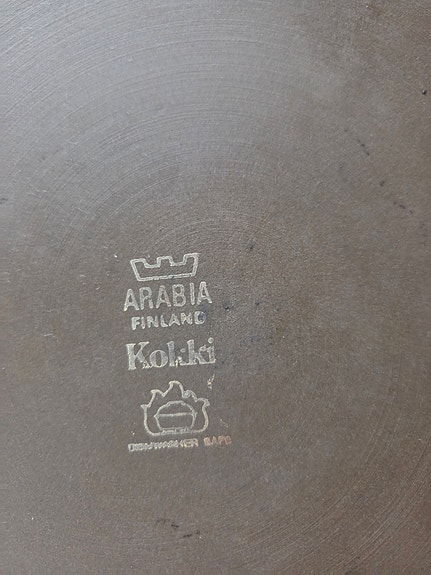 ARABIA
FINLAND
Kokki
DISHWASHER SAFE